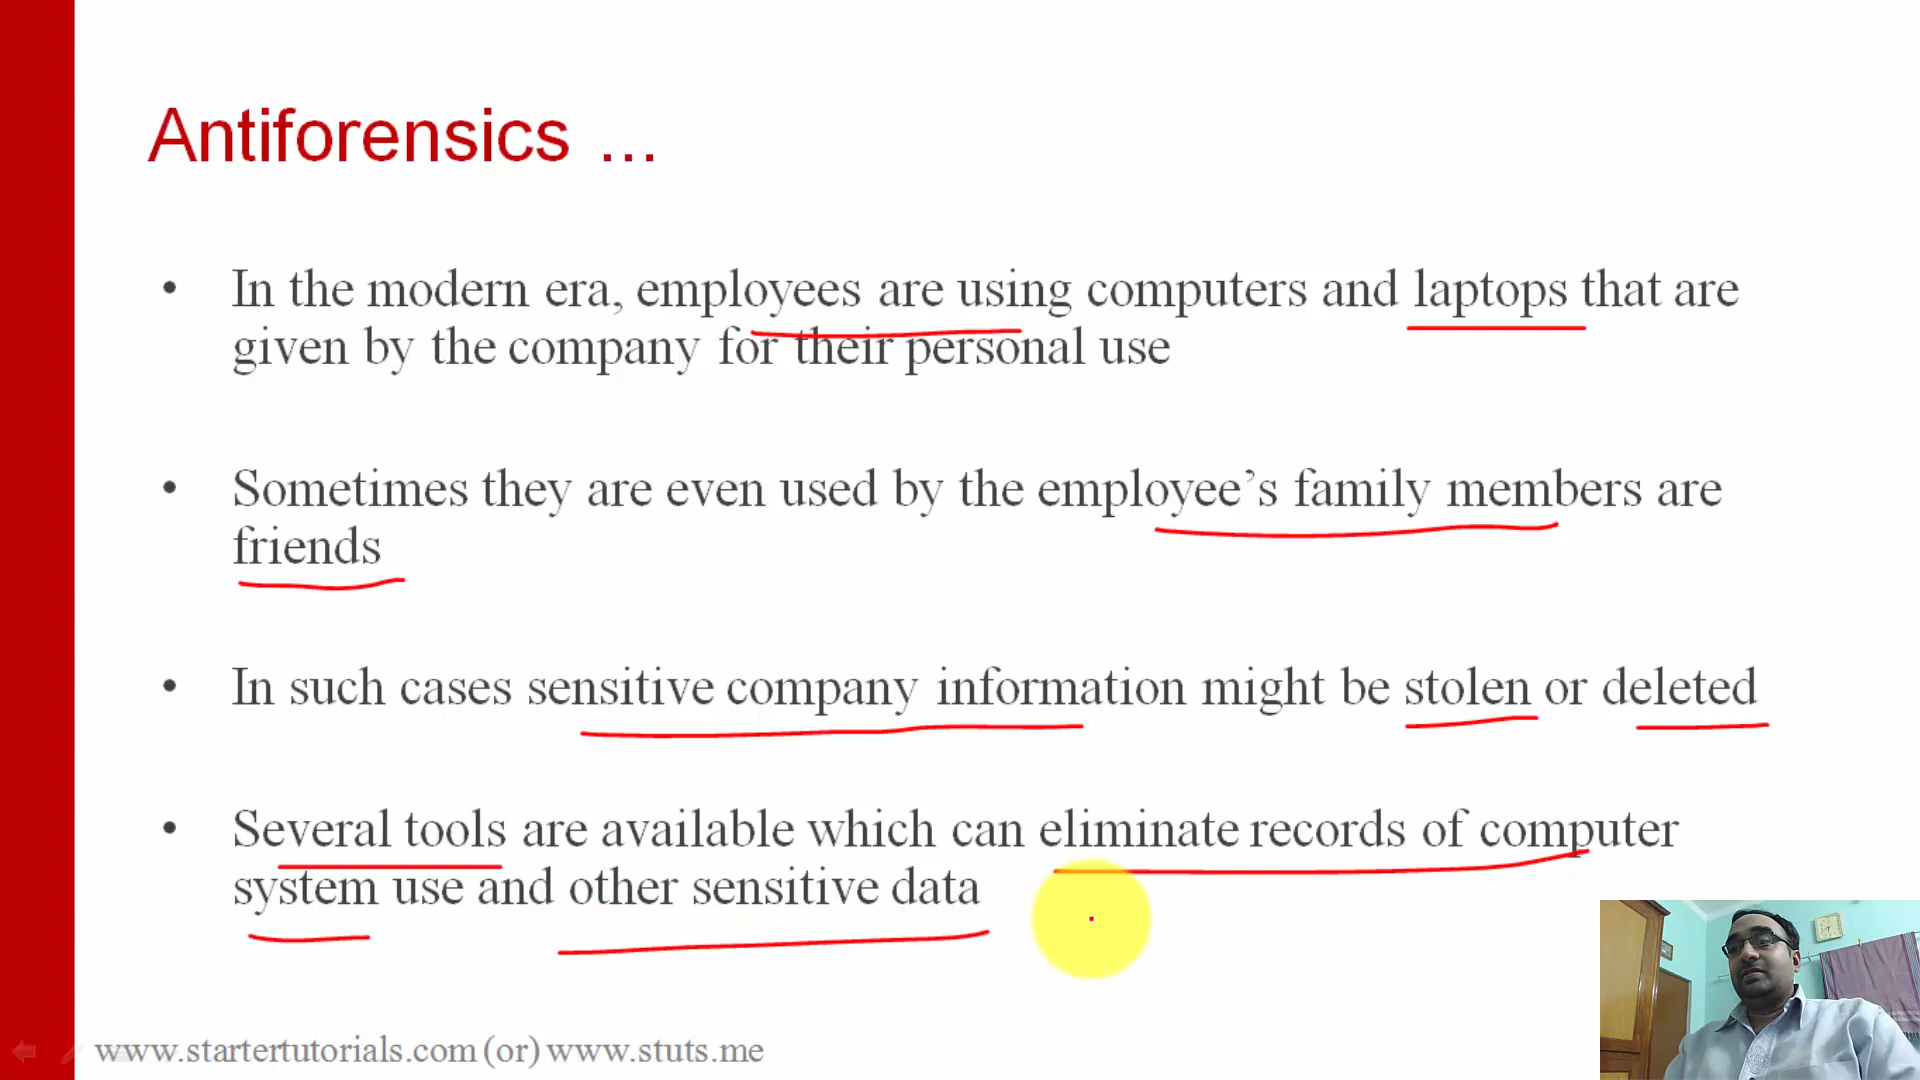 Antiforensics ...
• In the modern era, employees are using computers and laptops that are
given by the company for their personal use
• Sometimes they are even used by the employee’s family members are
friends
• In such cases sensitive company information might be stolen or deleted
• Several tools are available which can eliminate records of computer
system use and other sensitive data
www.startertutorials.com (or) www.stuts.me